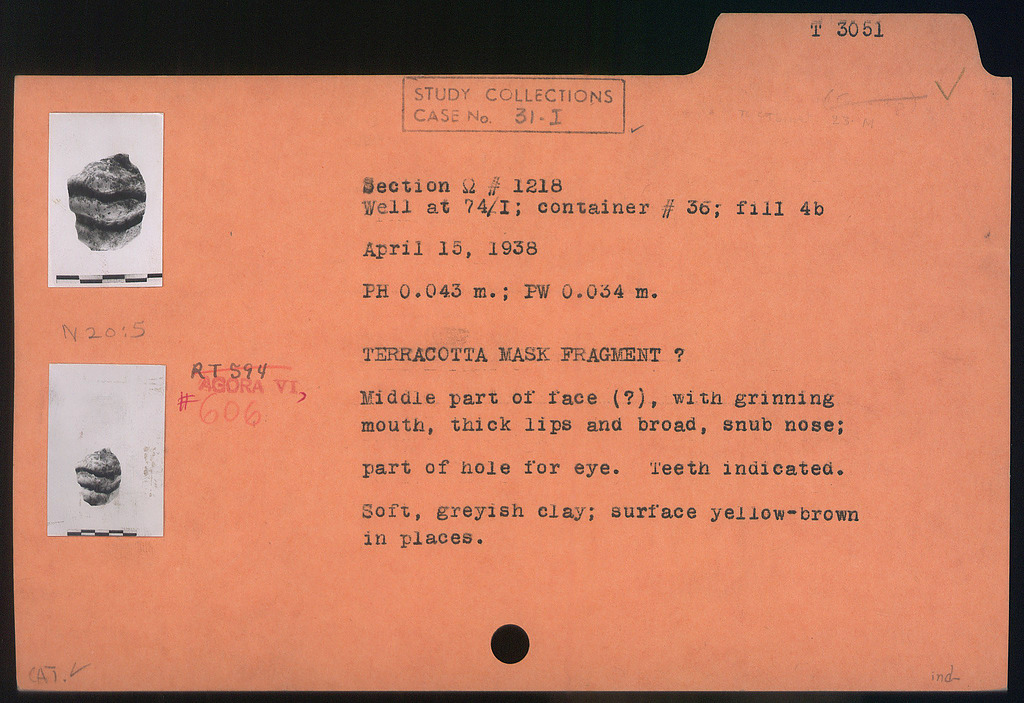 T 3051
STUDY COLLECTIONS
CASE No. 31-I
Section Ω # 1218
Well at 74/I; container # 36; fill 4b
April 15, 1938
PH 0.043 m.; PW 0.034 m.
N 20:5
TERRACOTTA MASK FRAGMENT ?
RT 594
AGORA VI,
# 606
Middle part of face (?), with grinning
mouth, thick lips and broad, snub nose;
part of hole for eye. Teeth indicated.
Soft, greyish clay; surface yellow-brown
in places.
CAT. ✓
ind